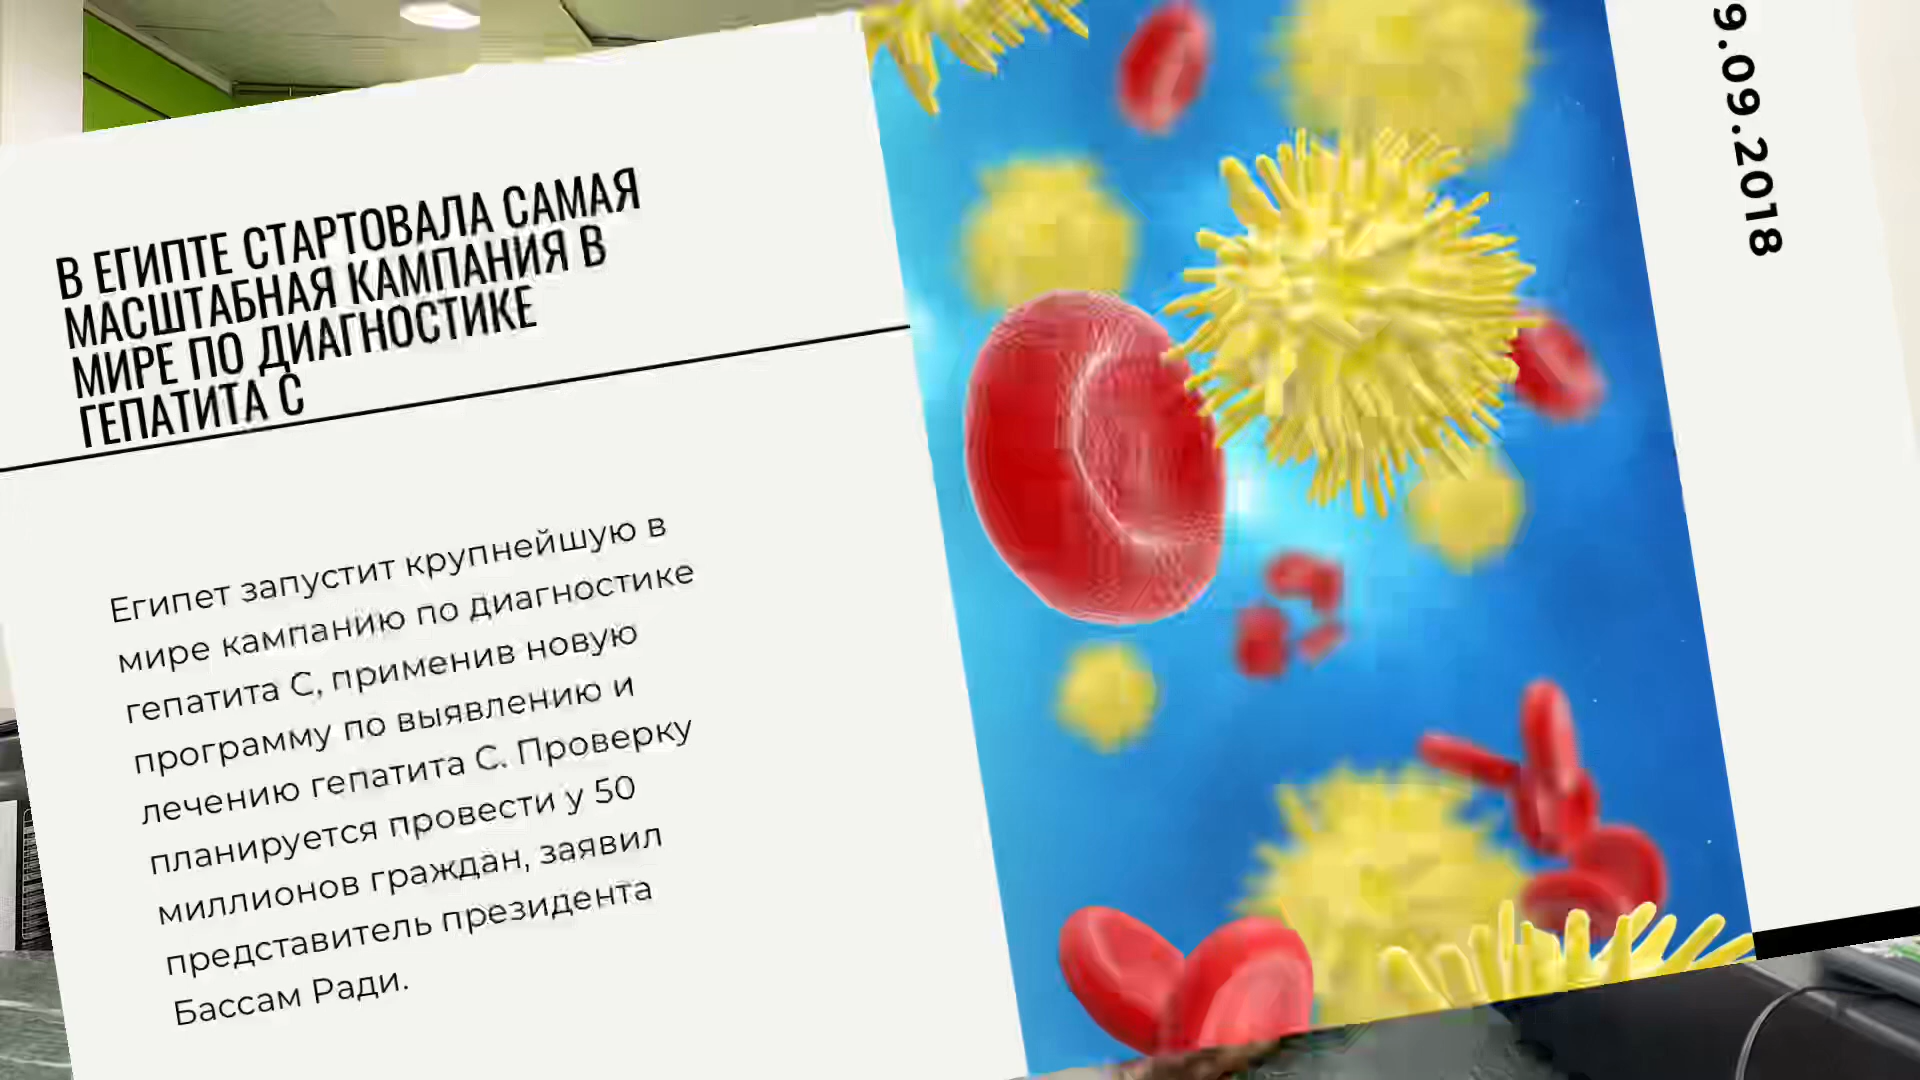 В ЕГИПТЕ СТАРТОВАЛА САМАЯ
МАСШТАБНАЯ КАМПАНИЯ В
МИРЕ ПО ДИАГНОСТИКЕ
ГЕПАТИТА С
Египет запустит крупнейшую в
мире кампанию по диагностике
гепатита С, применив новую
программу по выявлению и
лечению гепатита С. Проверку
планируется провести у 50
миллионов граждан, заявил
представитель президента
Бассам Ради.
9.09.2018